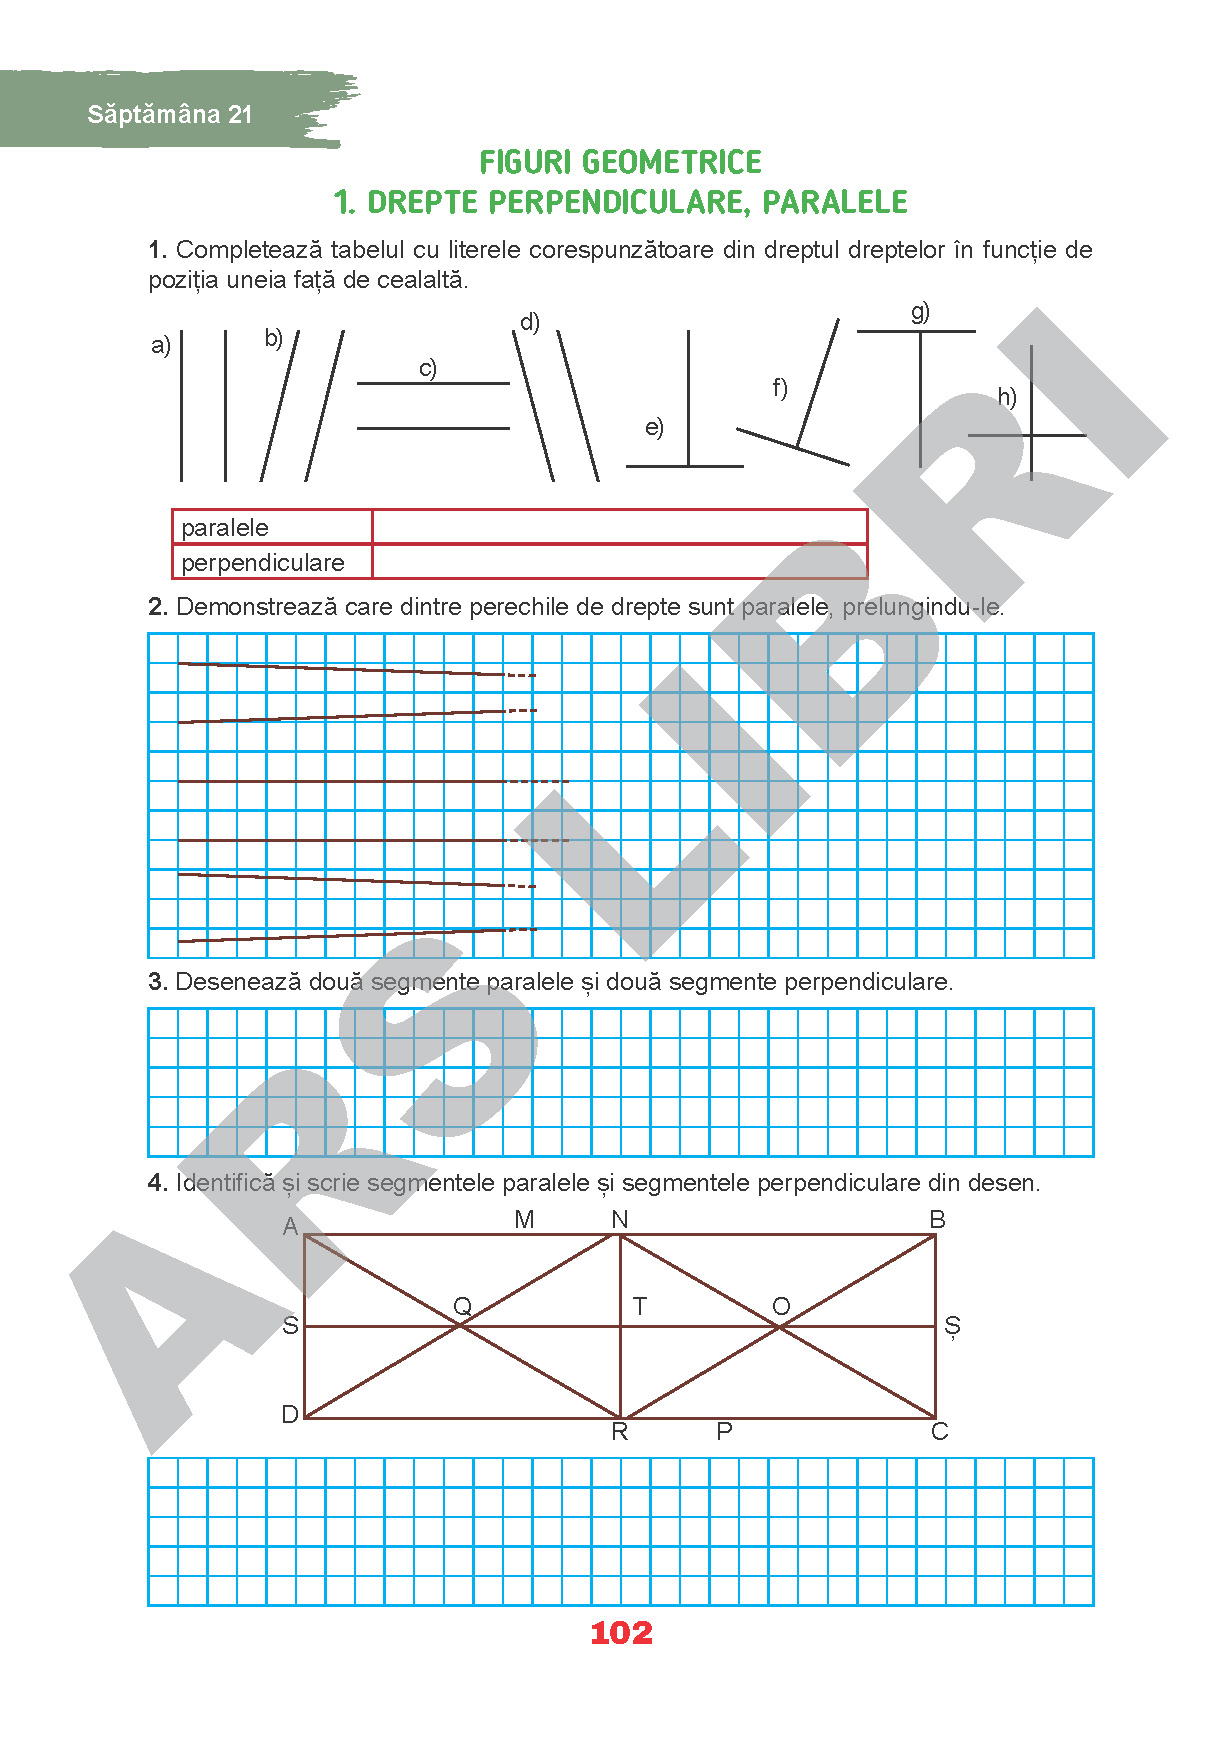 Săptămâna 21
FIGURI GEOMETRICE
1. DREPTE PERPENDICULARE, PARALELE
1. Completează tabelul cu literele corespunzătoare din dreptul dreptelor în funcție de
poziția uneia față de cealaltă.
a)
b)
c)
d)
e)
f)
g)
h)
paralele
perpendiculare
2. Demonstrează care dintre perechile de drepte sunt paralele, prelungindu-le.
3. Desenează două segmente paralele și două segmente perpendiculare.
4. Identifică și scrie segmentele paralele și segmentele perpendiculare din desen.
A M N B
S Q T O Ș
D R P C
102
ARS LIBRI